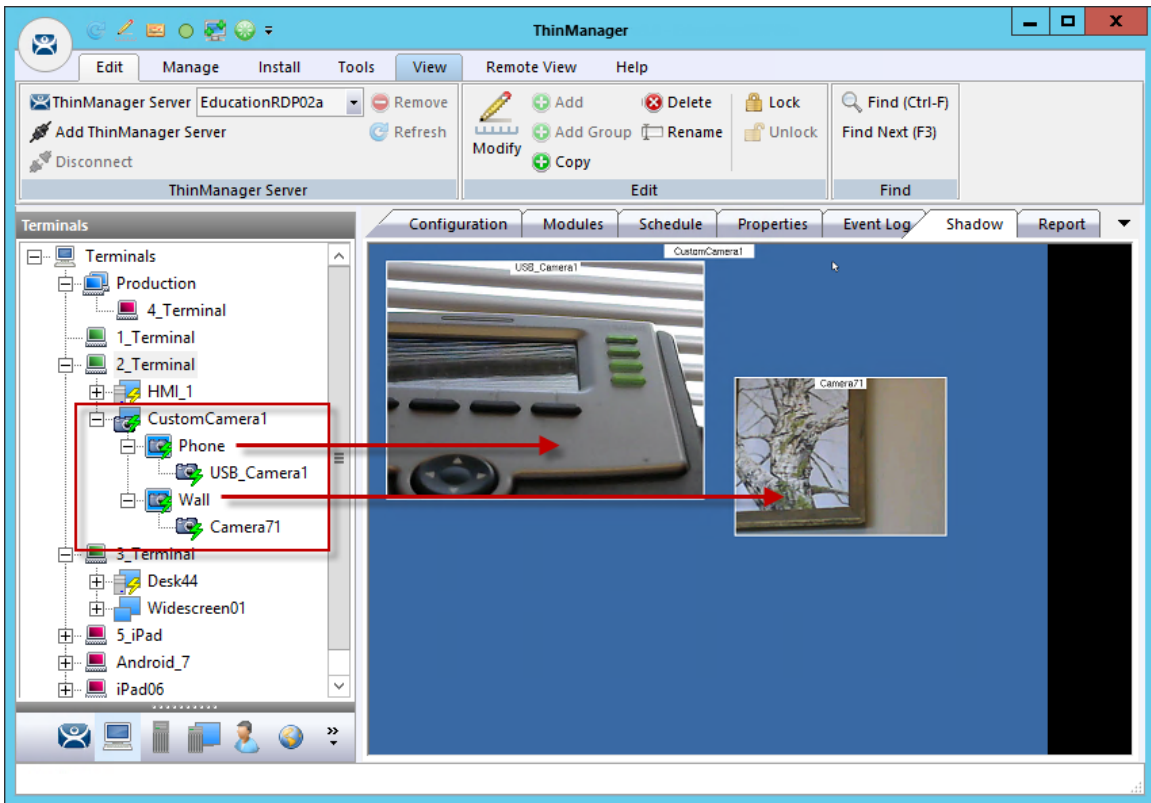 ThinManager
Edit Manage Install Tools View Remote View Help
ThinManager Server EducationRDP02a
Add ThinManager Server
Disconnect
Remove
Refresh
ThinManager Server
Modify
Add
Add Group
Copy
Delete
Rename
Lock
Unlock
Edit
Find (Ctrl-F)
Find Next (F3)
Find
Terminals
Terminals
Production
4_Terminal
1_Terminal
2_Terminal
HMI_1
CustomCamera1
Phone
USB_Camera1
Wall
Camera71
3_Terminal
Desk44
Widescreen01
5_iPad
Android_7
iPad06
Configuration Modules Schedule Properties Event Log Shadow Report
CustomCamera1
USB_Camera1
Camera71